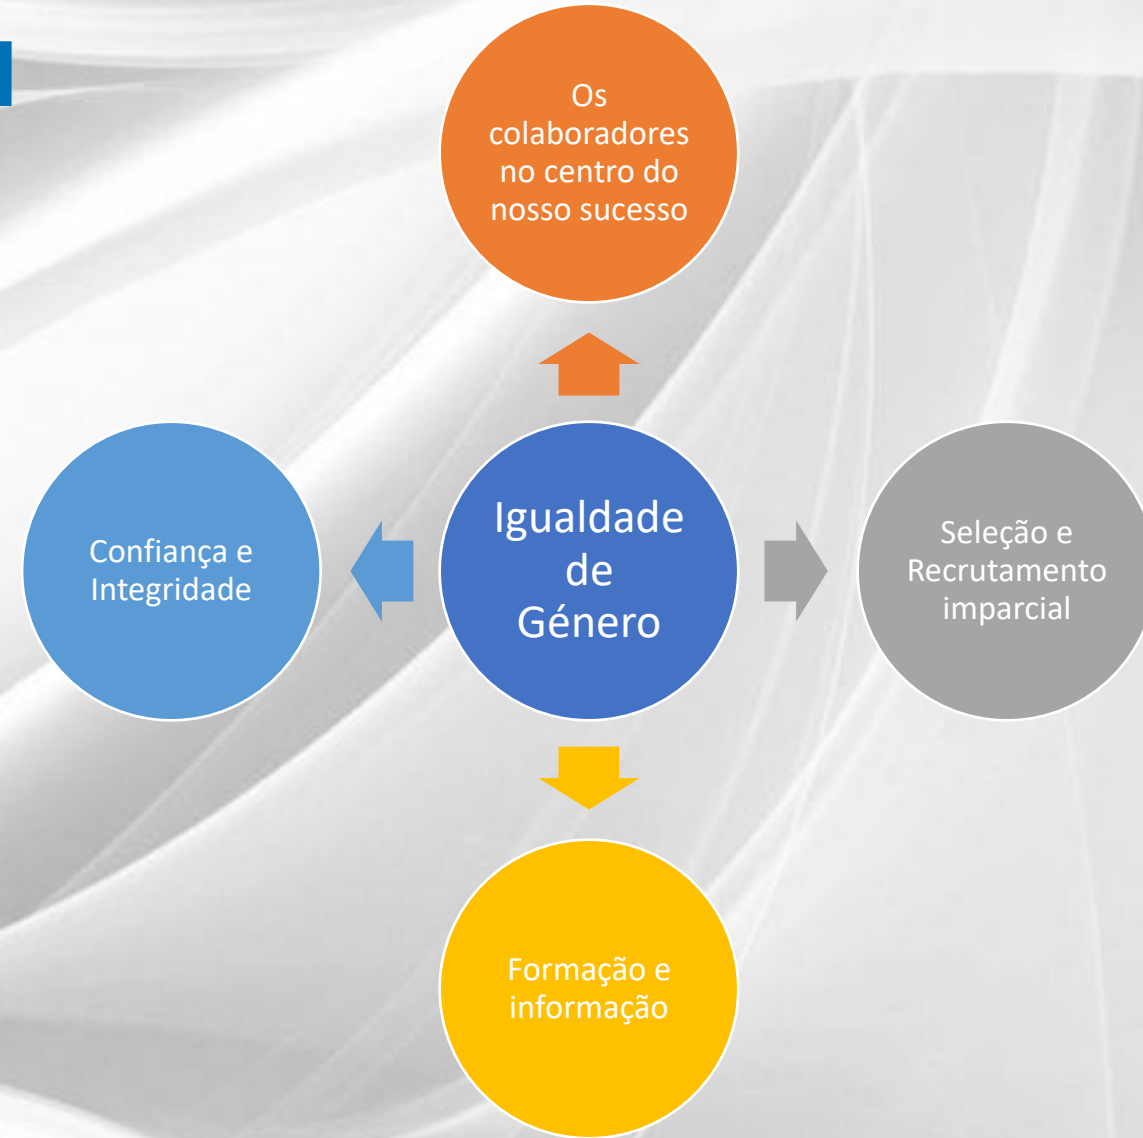 Os
colaboradores
no centro do
nosso sucesso
Confiança e
Integridade
Igualdade
de
Género
Seleção e
Recrutamento
imparcial
Formação e
informação